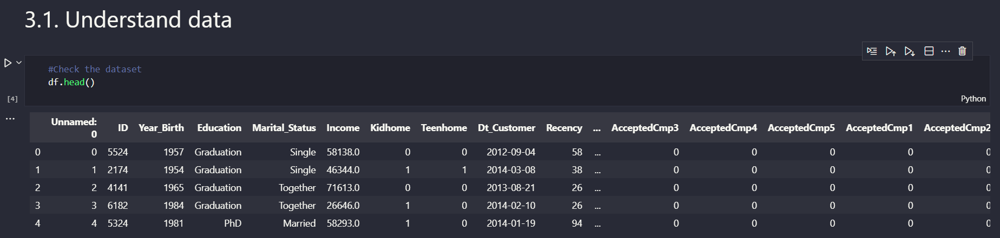 3.1. Understand data
#Check the dataset
df.head()
[4]
Python
Unnamed: 0 ID Year_Birth Education Marital_Status Income Kidhome Teenhome Dt_Customer Recency ... AcceptedCmp3 AcceptedCmp4 AcceptedCmp5 AcceptedCmp1 AcceptedCmp2
0 0 5524 1957 Graduation Single 58138.0 0 0 2012-09-04 58 ... 0 0 0 0 0
1 1 2174 1954 Graduation Single 46344.0 1 1 2014-03-08 38 ... 0 0 0 0 0
2 2 4141 1965 Graduation Together 71613.0 0 0 2013-08-21 26 ... 0 0 0 0 0
3 3 6182 1984 Graduation Together 26646.0 1 0 2014-02-10 26 ... 0 0 0 0 0
4 4 5324 1981 PhD Married 58293.0 1 0 2014-01-19 94 ... 0 0 0 0 0